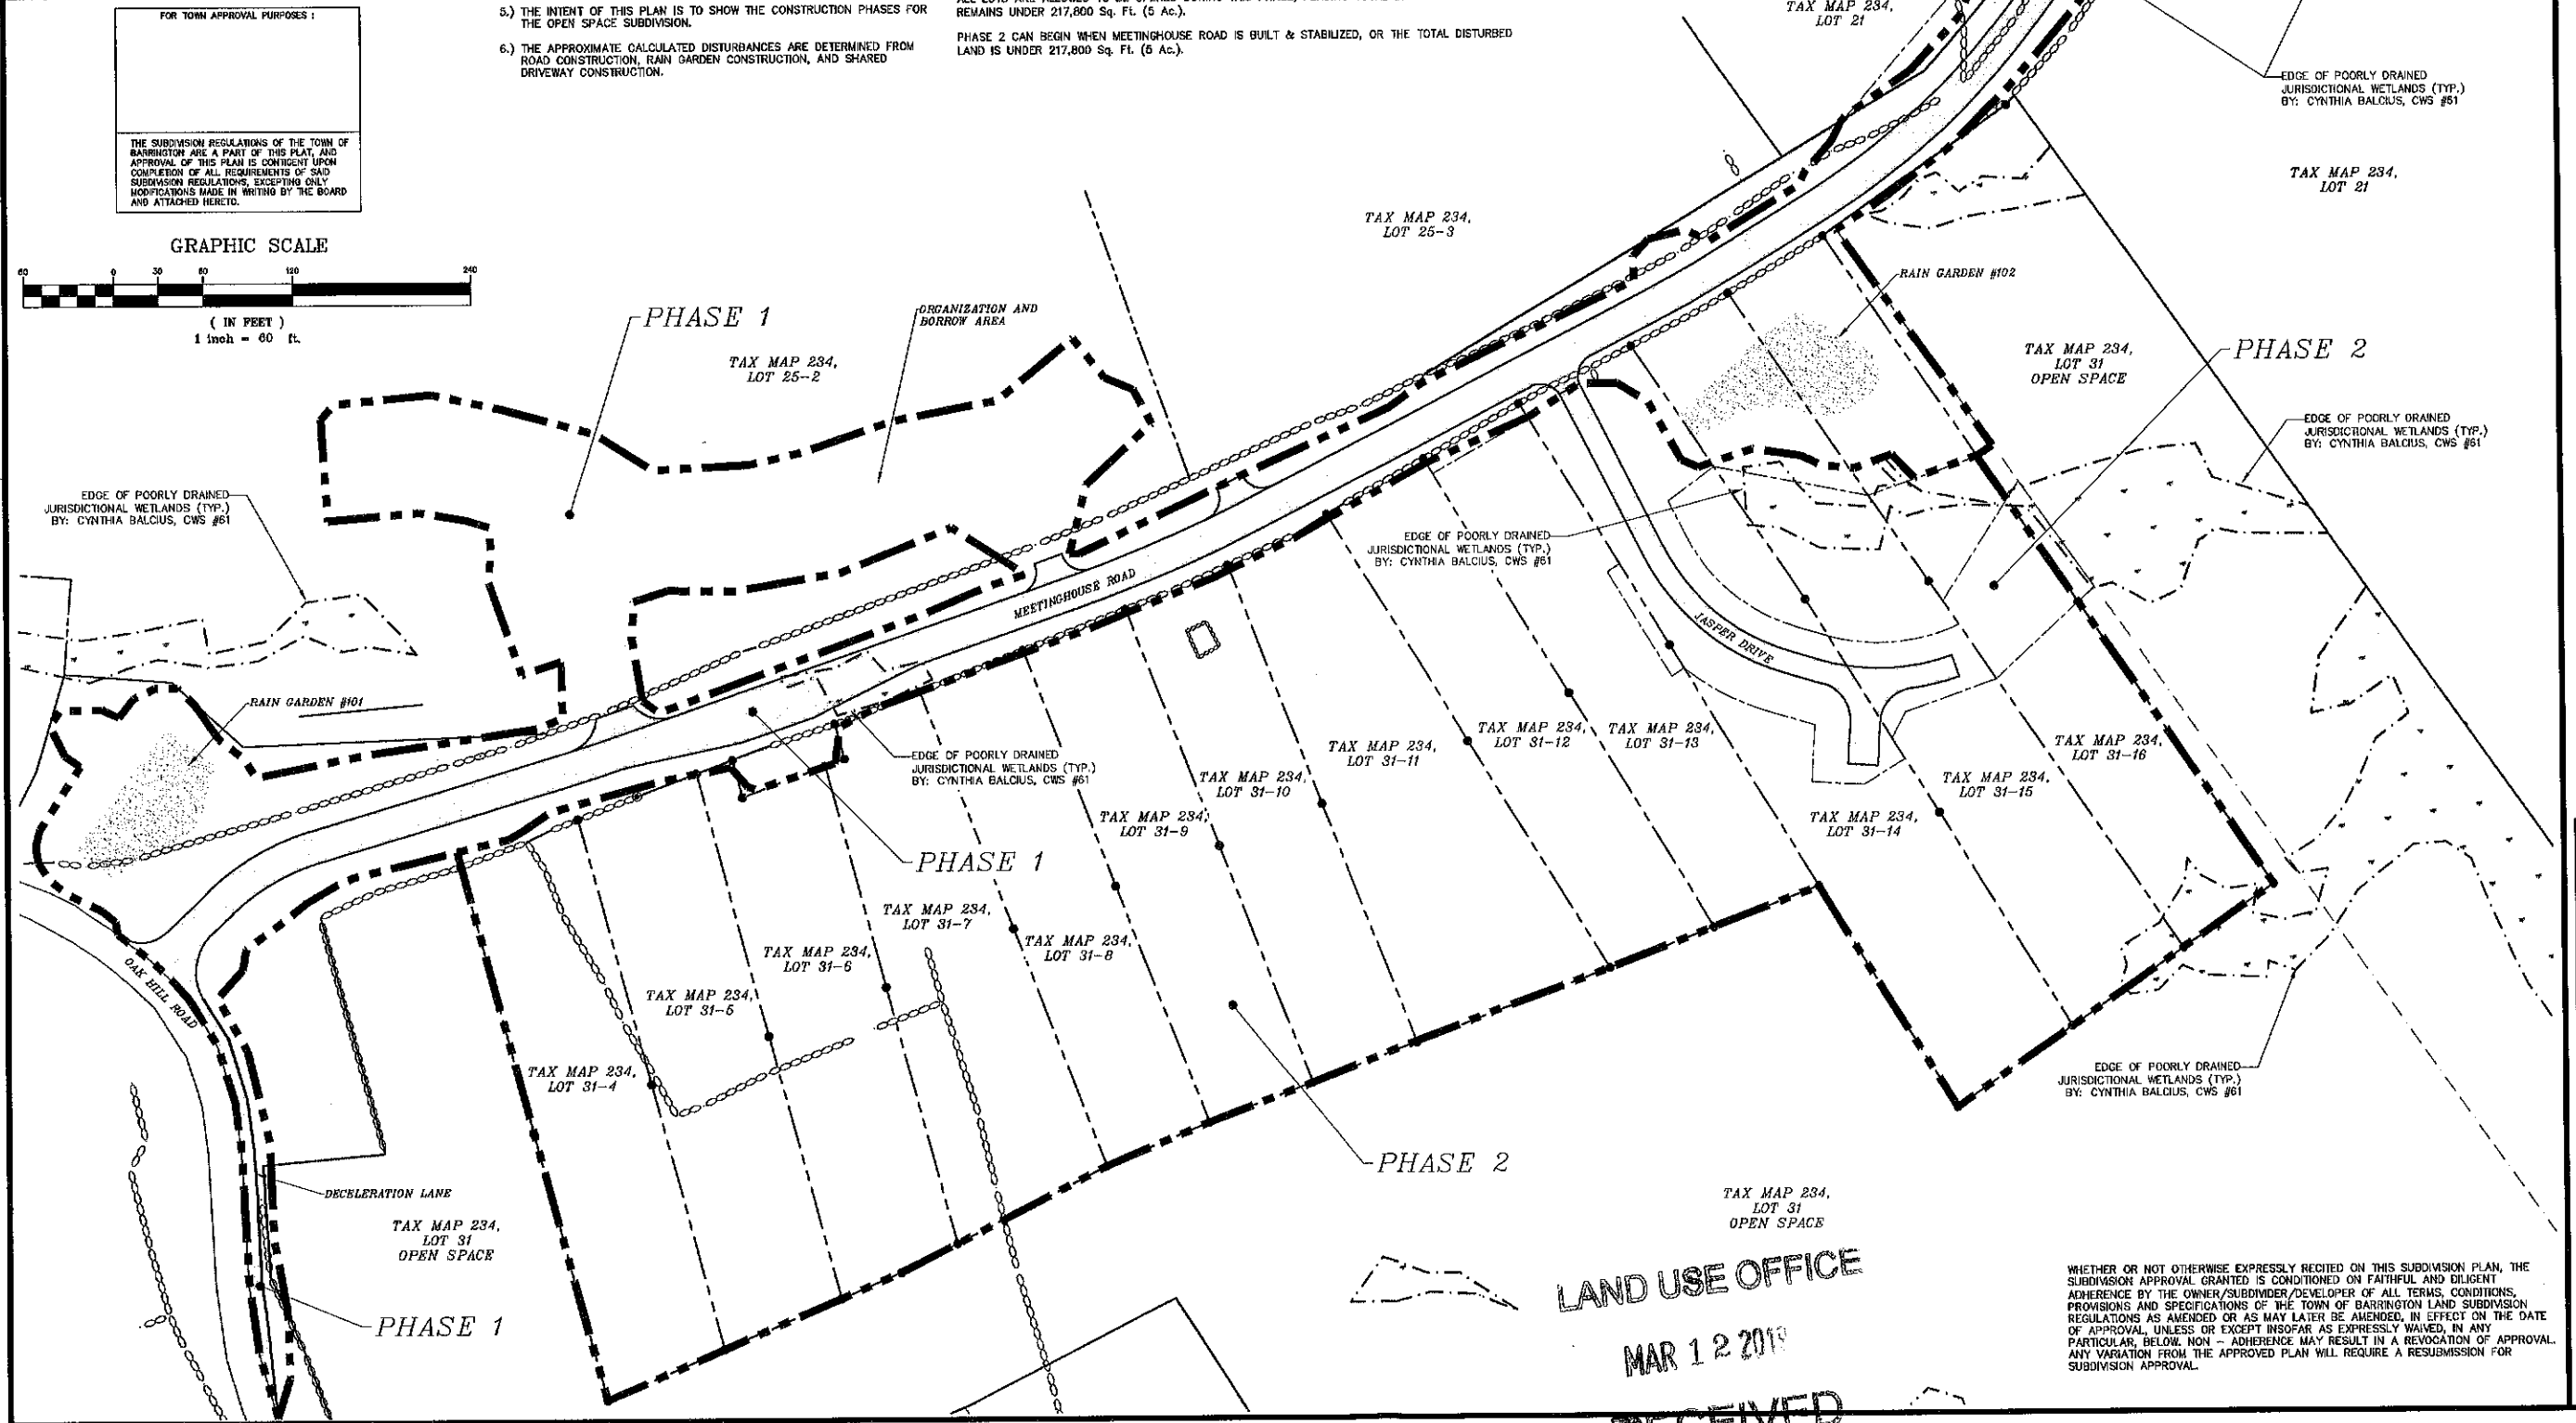 FOR TOWN APPROVAL PURPOSES :
THE SUBDIVISION REGULATIONS OF THE TOWN OF
BARRINGTON ARE A PART OF THIS PLAT, AND
APPROVAL OF THIS PLAN IS CONTIGENT UPON
COMPLETION OF ALL REQUIREMENTS OF SAID
SUBDIVISION REGULATIONS, EXCEPTING ONLY
MODIFICATIONS MADE IN WRITING BY THE BOARD
AND ATTACHED HERETO.
5.) THE INTENT OF THIS PLAN IS TO SHOW THE CONSTRUCTION PHASES FOR
THE OPEN SPACE SUBDIVISION.
6.) THE APPROXIMATE CALCULATED DISTURBANCES ARE DETERMINED FROM
ROAD CONSTRUCTION, RAIN GARDEN CONSTRUCTION, AND SHARED
DRIVEWAY CONSTRUCTION.
REMAINS UNDER 217,800 Sq. Ft. (5 Ac.).
PHASE 2 CAN BEGIN WHEN MEETINGHOUSE ROAD IS BUILT & STABILIZED, OR THE TOTAL DISTURBED
LAND IS UNDER 217,800 Sq. Ft. (5 Ac.).
TAX MAP 234,
LOT 21
EDGE OF POORLY DRAINED
JURISDICTIONAL WETLANDS (TYP.)
BY: CYNTHIA BALCIUS, CWS #61
TAX MAP 234,
LOT 21
GRAPHIC SCALE
60 0 30 60 120 240
( IN FEET )
1 inch = 60 ft.
TAX MAP 234,
LOT 25-3
RAIN GARDEN #102
PHASE 1
ORGANIZATION AND
BORROW AREA
TAX MAP 234,
LOT 25-2
TAX MAP 234,
LOT 31
OPEN SPACE
PHASE 2
EDGE OF POORLY DRAINED
JURISDICTIONAL WETLANDS (TYP.)
BY: CYNTHIA BALCIUS, CWS #61
EDGE OF POORLY DRAINED
JURISDICTIONAL WETLANDS (TYP.)
BY: CYNTHIA BALCIUS, CWS #61
EDGE OF POORLY DRAINED
JURISDICTIONAL WETLANDS (TYP.)
BY: CYNTHIA BALCIUS, CWS #61
MEETINGHOUSE ROAD
JASPER DRIVE
RAIN GARDEN #101
EDGE OF POORLY DRAINED
JURISDICTIONAL WETLANDS (TYP.)
BY: CYNTHIA BALCIUS, CWS #61
TAX MAP 234,
LOT 31-11
TAX MAP 234,
LOT 31-12
TAX MAP 234,
LOT 31-13
TAX MAP 234,
LOT 31-16
TAX MAP 234,
LOT 31-10
TAX MAP 234,
LOT 31-15
TAX MAP 234,
LOT 31-9
TAX MAP 234,
LOT 31-14
PHASE 1
TAX MAP 234,
LOT 31-7
TAX MAP 234,
LOT 31-8
TAX MAP 234,
LOT 31-6
TAX MAP 234,
LOT 31-5
TAX MAP 234,
LOT 31-4
OAK HILL ROAD
EDGE OF POORLY DRAINED
JURISDICTIONAL WETLANDS (TYP.)
BY: CYNTHIA BALCIUS, CWS #61
PHASE 2
DECELERATION LANE
TAX MAP 234,
LOT 31
OPEN SPACE
TAX MAP 234,
LOT 31
OPEN SPACE
PHASE 1
LAND USE OFFICE
MAR 12 201
RECEIVED
WHETHER OR NOT OTHERWISE EXPRESSLY RECITED ON THIS SUBDIVISION PLAN, THE
SUBDIVISION APPROVAL GRANTED IS CONDITIONED ON FAITHFUL AND DILIGENT
ADHERENCE BY THE OWNER/SUBDIVIDER/DEVELOPER OF ALL TERMS, CONDITIONS,
PROVISIONS AND SPECIFICATIONS OF THE TOWN OF BARRINGTON LAND SUBDIVISION
REGULATIONS AS AMENDED OR AS MAY LATER BE AMENDED, IN EFFECT ON THE DATE
OF APPROVAL, UNLESS OR EXCEPT INSOFAR AS EXPRESSLY WAIVED, IN ANY
PARTICULAR, BELOW. NON - ADHERENCE MAY RESULT IN A REVOCATION OF APPROVAL.
ANY VARIATION FROM THE APPROVED PLAN WILL REQUIRE A RESUBMISSION FOR
SUBDIVISION APPROVAL.